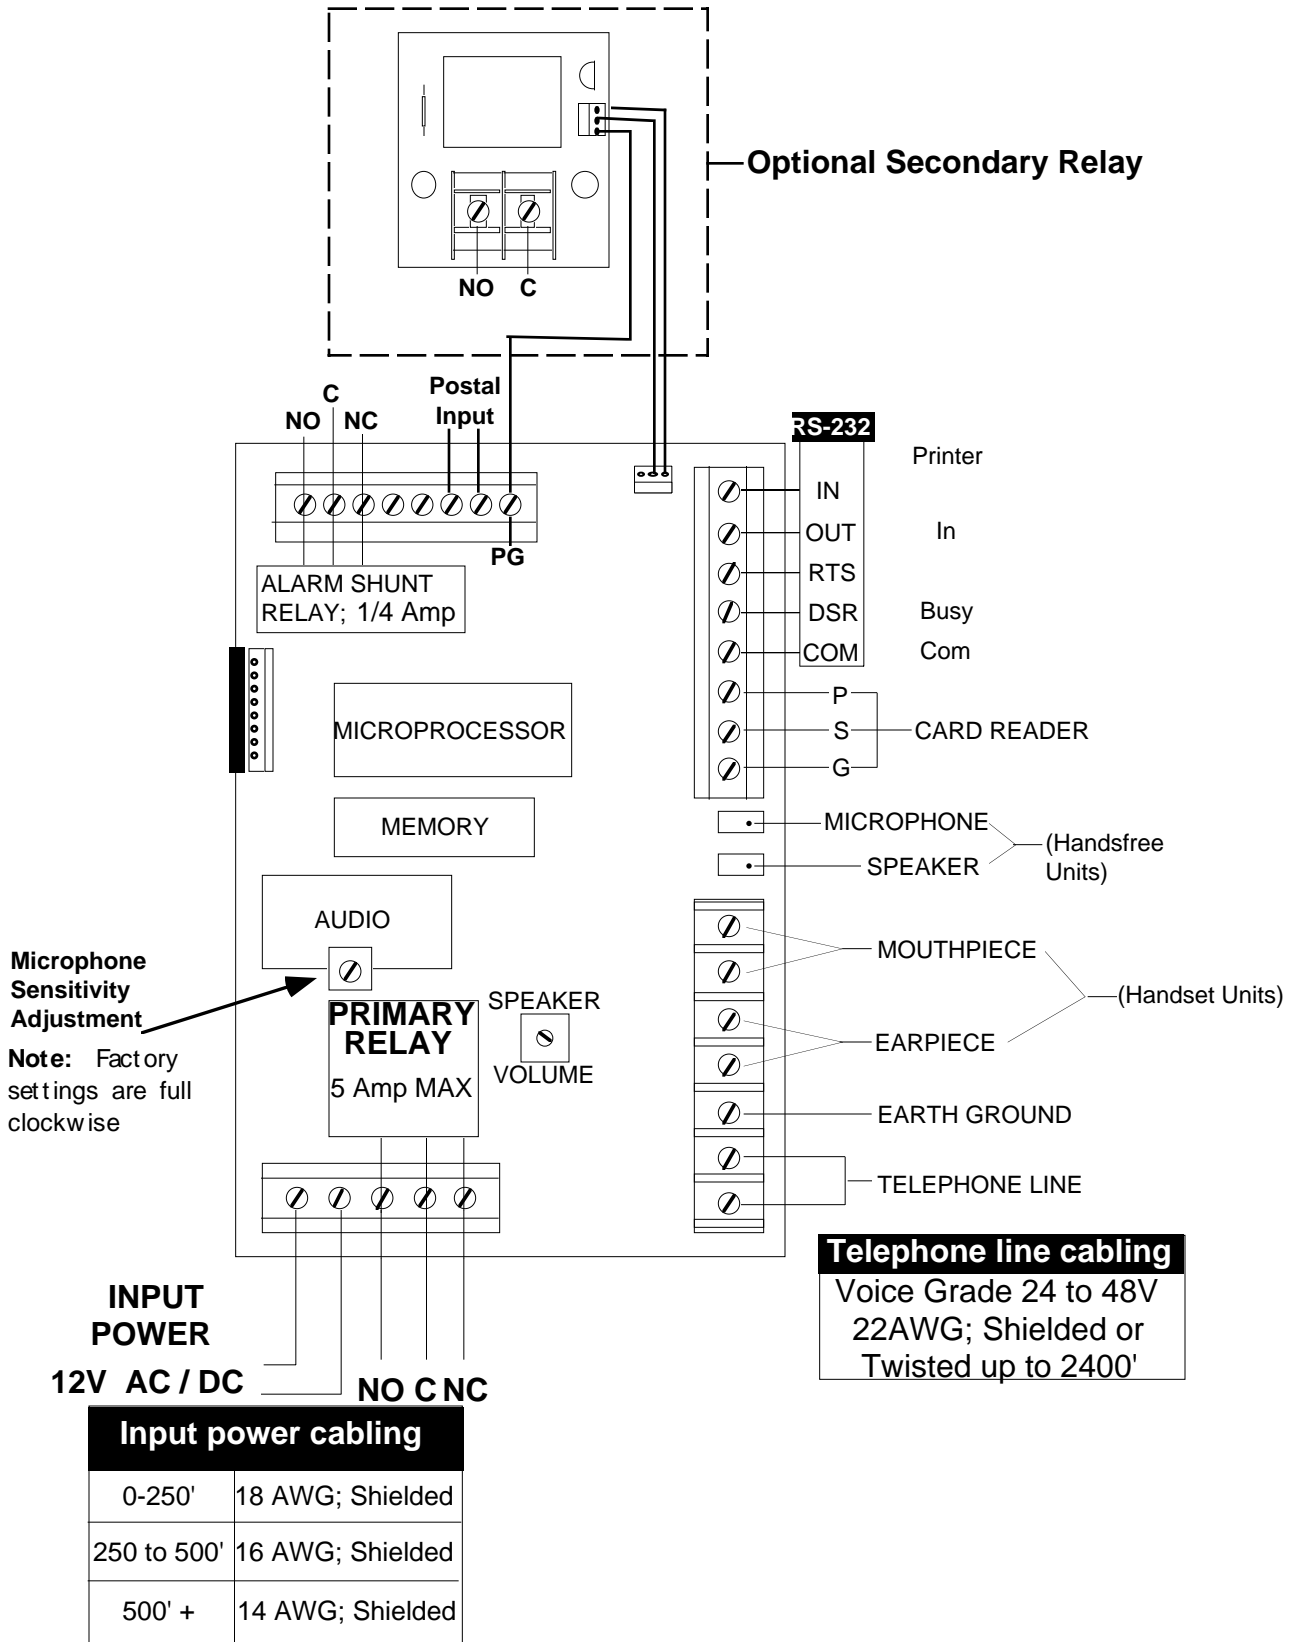 Optional Secondary Relay
NO C
Postal
Input
C
NO NC
PG
ALARM SHUNT
RELAY; 1/4 Amp
RS-232
Printer
IN
OUT In
RTS
DSR Busy
COM Com
P
S CARD READER
G
MICROPROCESSOR
MEMORY
MICROPHONE
SPEAKER
(Handsfree
Units)
AUDIO
MOUTHPIECE
EARPIECE
(Handset Units)
Microphone
Sensitivity
Adjustment
Note: Factory
settings are full
clockwise
PRIMARY
RELAY
5 Amp MAX
SPEAKER
VOLUME
EARTH GROUND
TELEPHONE LINE
Telephone line cabling
Voice Grade 24 to 48V
22AWG; Shielded or
Twisted up to 2400'
INPUT
POWER
12V AC / DC
NO C NC
Input power cabling
0-250' 18 AWG; Shielded
250 to 500' 16 AWG; Shielded
500' + 14 AWG; Shielded